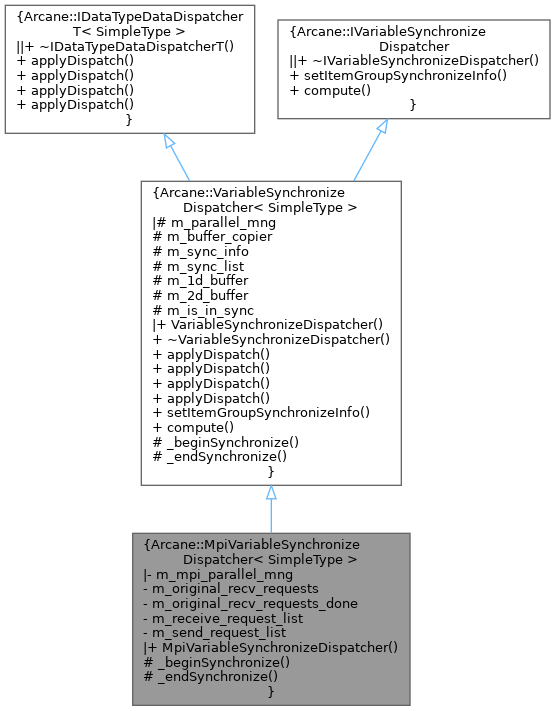 {Arcane::IDataTypeDataDispatcher
T< SimpleType >
||+ ~IDataTypeDataDispatcherT()
+ applyDispatch()
+ applyDispatch()
+ applyDispatch()
+ applyDispatch()
}
{Arcane::IVariableSynchronize
Dispatcher
||+ ~IVariableSynchronizeDispatcher()
+ setItemGroupSynchronizeInfo()
+ compute()
}
{Arcane::VariableSynchronize
Dispatcher< SimpleType >
|# m_parallel_mng
# m_buffer_copier
# m_sync_info
# m_sync_list
# m_1d_buffer
# m_2d_buffer
# m_is_in_sync
|+ VariableSynchronizeDispatcher()
+ ~VariableSynchronizeDispatcher()
+ applyDispatch()
+ applyDispatch()
+ applyDispatch()
+ applyDispatch()
+ setItemGroupSynchronizeInfo()
+ compute()
# _beginSynchronize()
# _endSynchronize()
}
{Arcane::MpiVariableSynchronize
Dispatcher< SimpleType >
|- m_mpi_parallel_mng
- m_original_recv_requests
- m_original_recv_requests_done
- m_receive_request_list
- m_send_request_list
|+ MpiVariableSynchronizeDispatcher()
# _beginSynchronize()
# _endSynchronize()
}